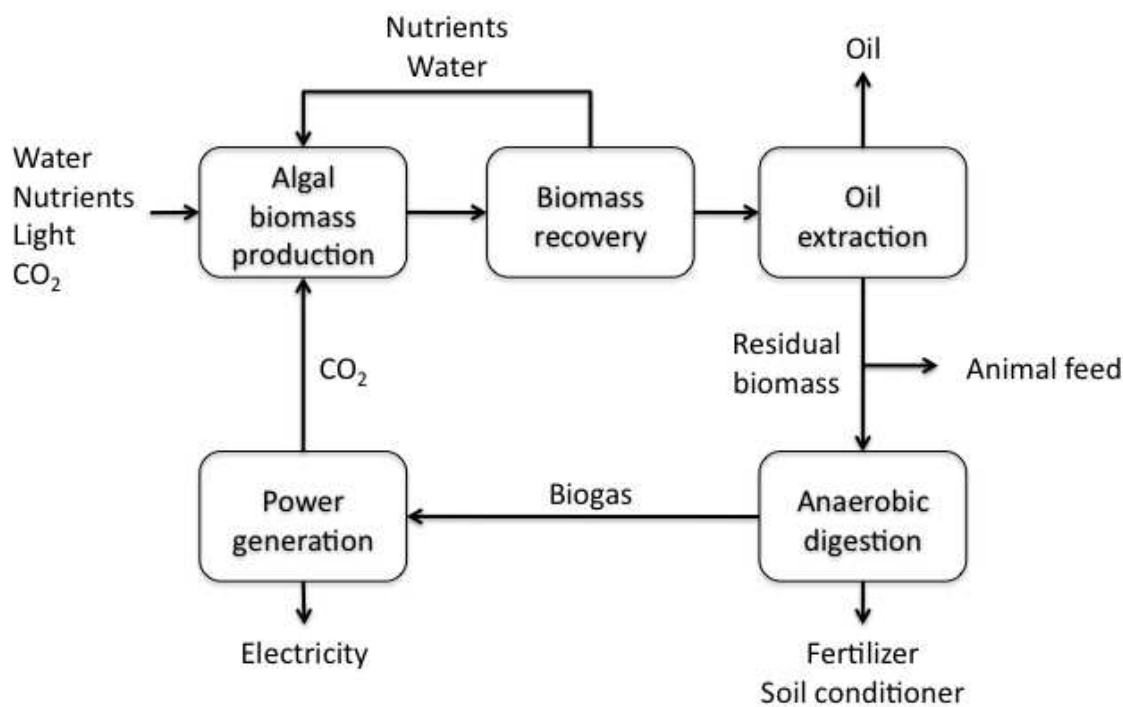 Nutrients
Water
Oil
Water
Nutrients
Light
CO₂
Algal
biomass
production
Biomass
recovery
Oil
extraction
CO₂
Residual
biomass
Animal feed
Power
generation
Biogas
Anaerobic
digestion
Electricity
Fertilizer
Soil conditioner